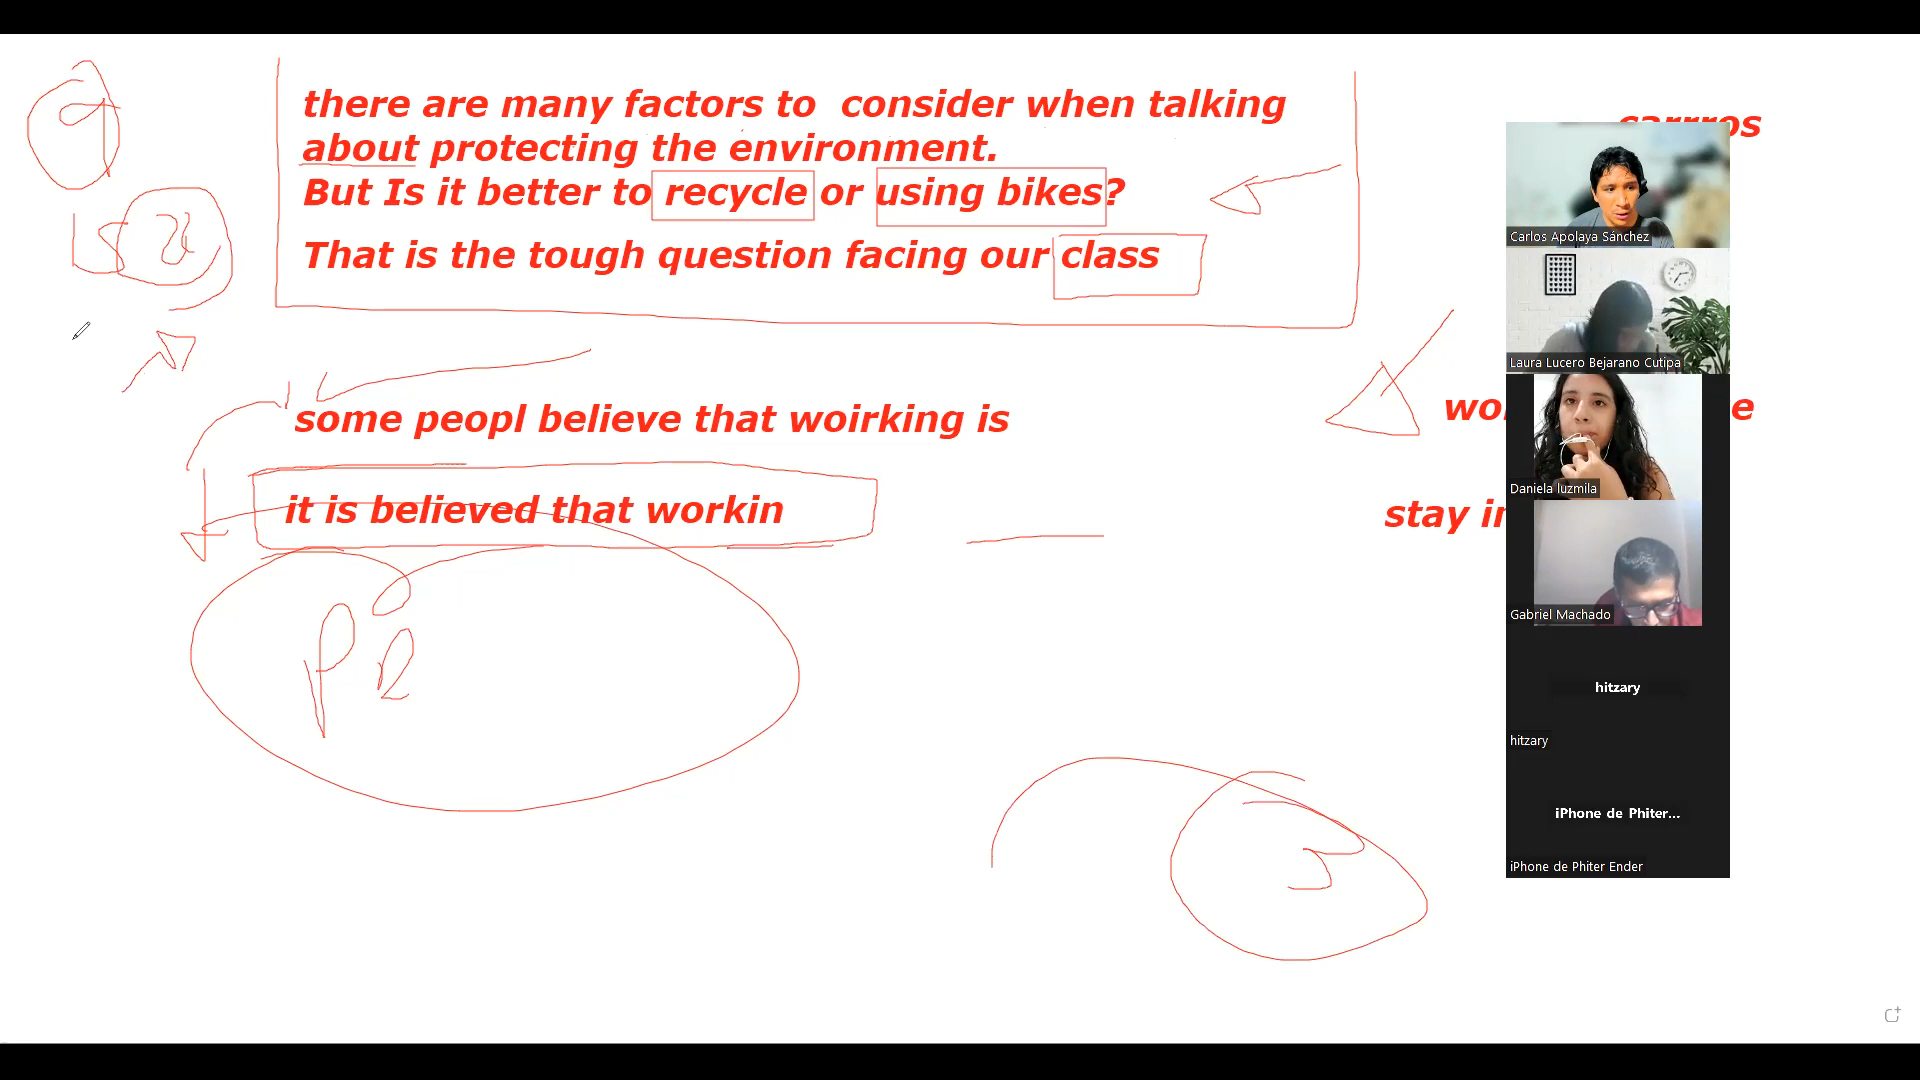 there are many factors to consider when talking
about protecting the environment.
But Is it better to recycle or using bikes?
That is the tough question facing our class
some peopl believe that woirking is
it is believed that workin
stay
Carlos Apolaya Sánchez
Laura Lucero Bejarano Cutipa
Daniela luzmila
Gabriel Machado
hitzary
hitzary
iPhone de Phiter...
iPhone de Phiter Ender